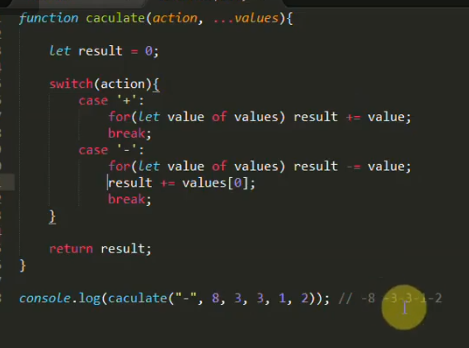 function caculate(action, ...values){
let result = 0;
switch(action){
case '+':
for(let value of values) result += value;
break;
case '-':
for(let value of values) result -= value;
result += values[0];
break;
}
return result;
}
console.log(caculate("-", 8, 3, 3, 1, 2)); // -8 -3-3-1-2